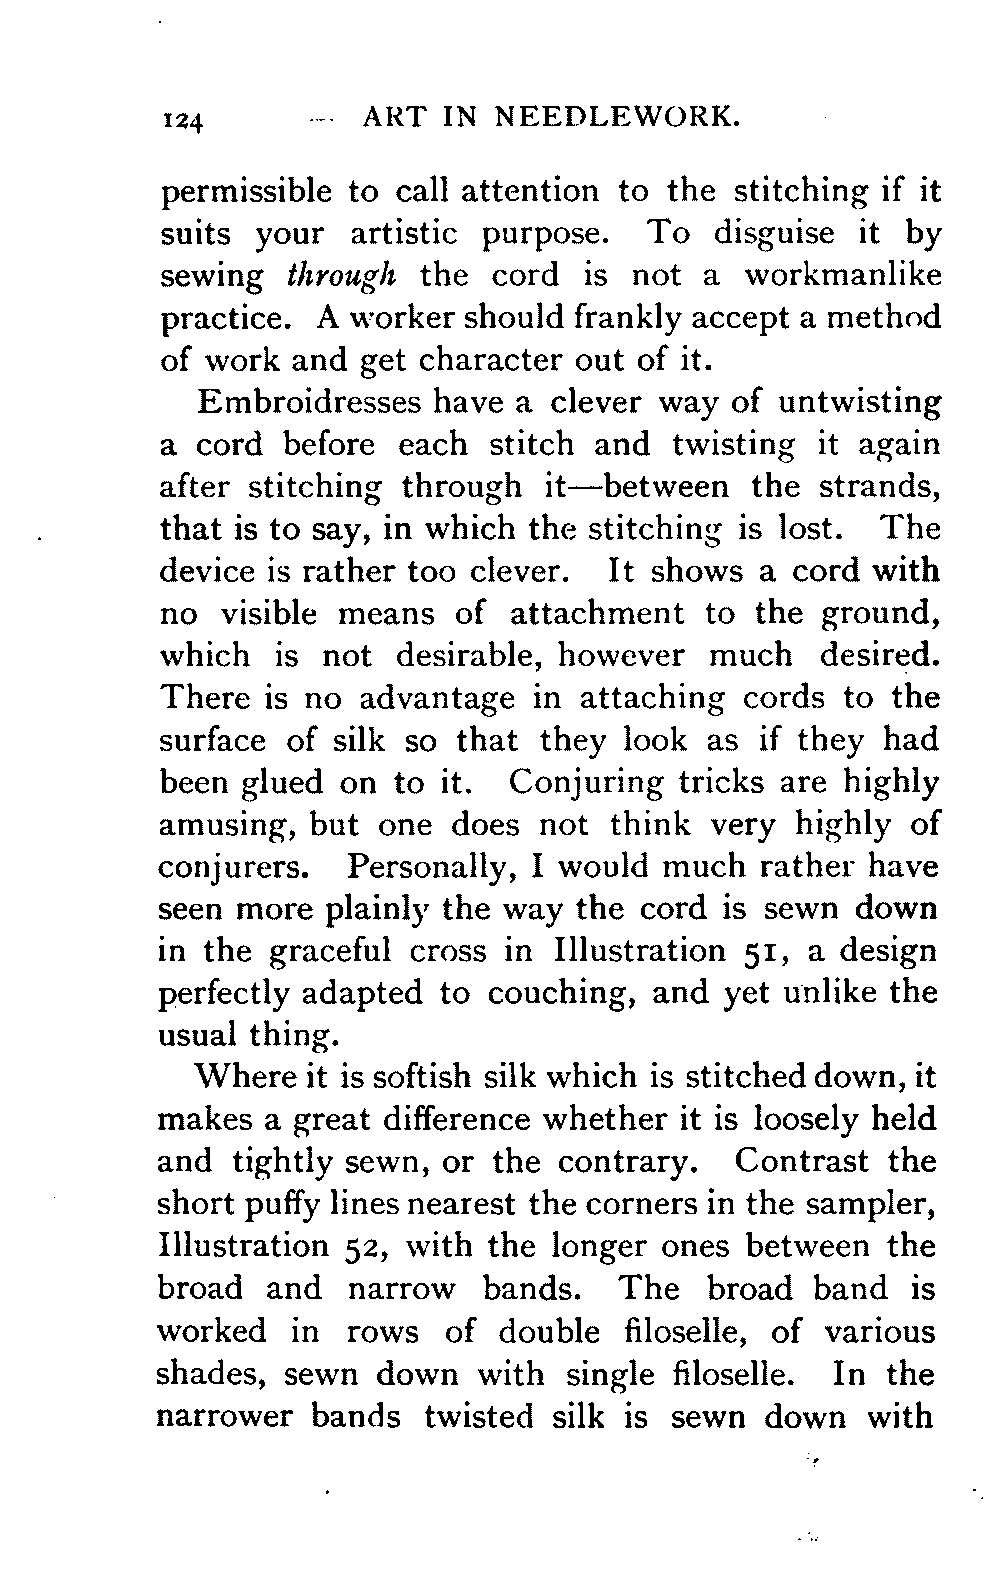 124 ART IN NEEDLEWORK.
permissible to call attention to the stitching if it
suits your artistic purpose. To disguise it by
sewing through the cord is not a workmanlike
practice. A worker should frankly accept a method
of work and get character out of it.
Embroidresses have a clever way of untwisting
a cord before each stitch and twisting it again
after stitching through it—between the strands,
that is to say, in which the stitching is lost. The
device is rather too clever. It shows a cord with
no visible means of attachment to the ground,
which is not desirable, however much desired.
There is no advantage in attaching cords to the
surface of silk so that they look as if they had
been glued on to it. Conjuring tricks are highly
amusing, but one does not think very highly of
conjurers. Personally, I would much rather have
seen more plainly the way the cord is sewn down
in the graceful cross in Illustration 51, a design
perfectly adapted to couching, and yet unlike the
usual thing.
Where it is softish silk which is stitched down, it
makes a great difference whether it is loosely held
and tightly sewn, or the contrary. Contrast the
short puffy lines nearest the corners in the sampler,
Illustration 52, with the longer ones between the
broad and narrow bands. The broad band is
worked in rows of double filoselle, of various
shades, sewn down with single filoselle. In the
narrower bands twisted silk is sewn down with